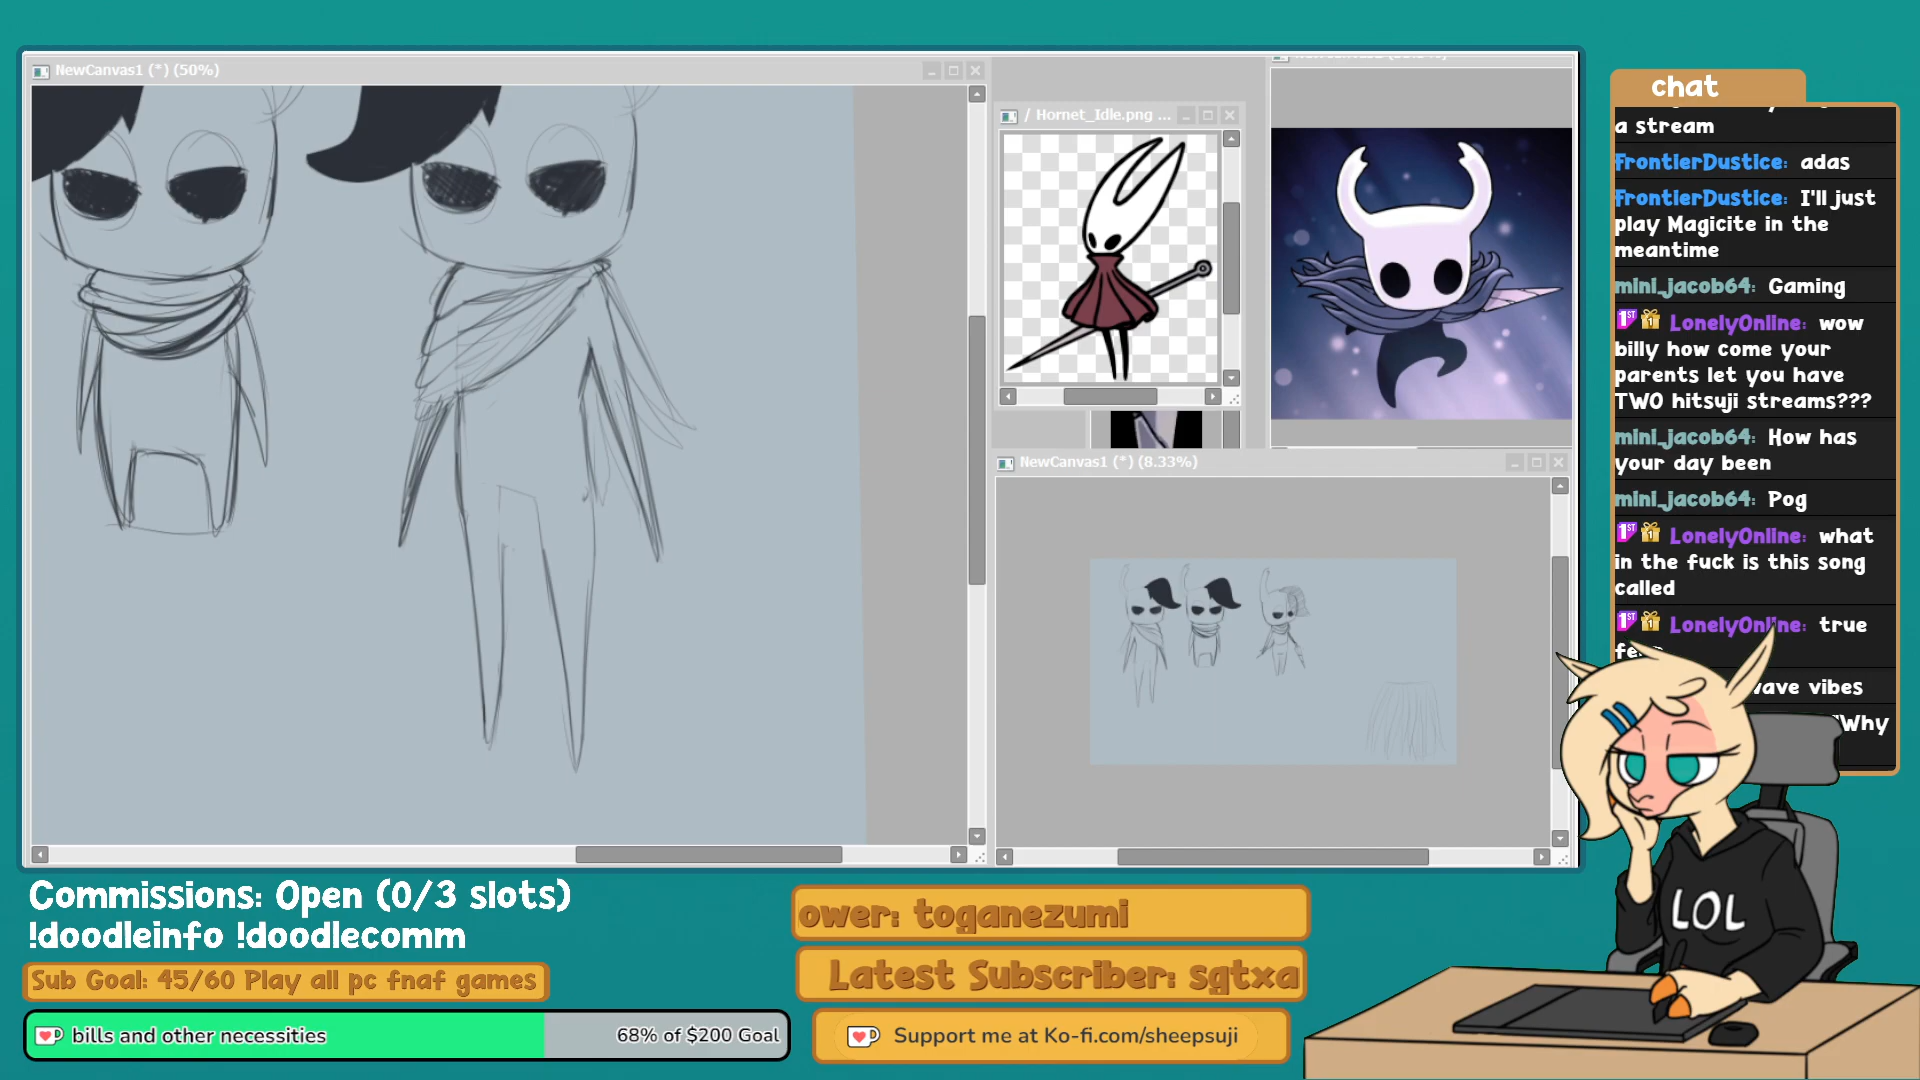 NewCanvas1 (*) (50%)
/ Hornet_Idle.png ...
NewCanvas1 (*) (8.33%)
chat
a stream
FrontierDustice: adas
FrontierDustice: I'll just
play Magicite in the
meantime
mini_jacob64: Gaming
LonelyOnline: wow
billy how come your
parents let you have
TWO hitsuji streams???
mini_jacob64: How has
your day been
mini_jacob64: Pog
LonelyOnline: what
in the fuck is this song
called
LonelyOnline: true
vibes
Why
LOL
Commissions: Open (0/3 slots)
!doodleinfo !doodlecomm
Sub Goal: 45/60 Play all pc fnaf games
bills and other necessities 68% of $200 Goal
ower: toganezumi
Latest Subscriber: sgtxa
Support me at Ko-fi.com/sheepsuji